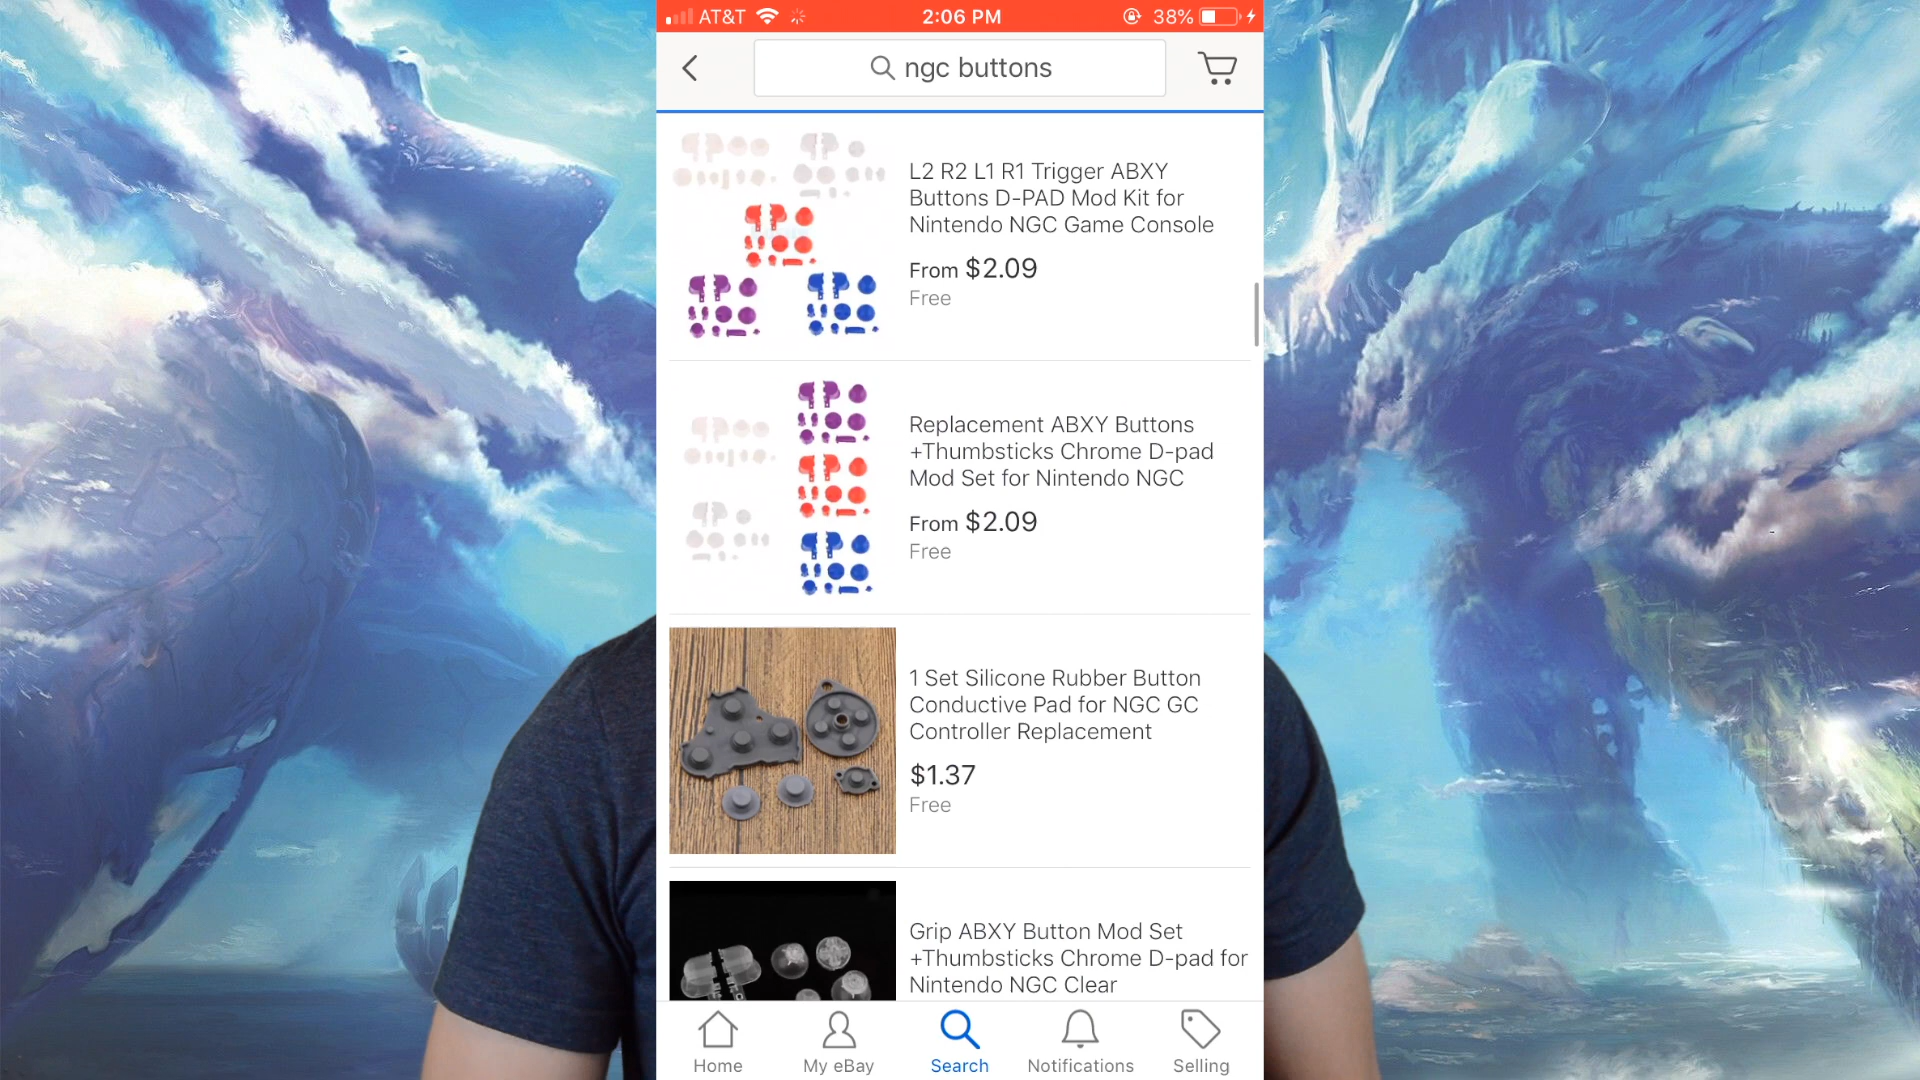 AT&T 2:06 PM 38%
ngc buttons
L2 R2 L1 R1 Trigger ABXY
Buttons D-PAD Mod Kit for
Nintendo NGC Game Console
From $2.09
Free
Replacement ABXY Buttons
+Thumbsticks Chrome D-pad
Mod Set for Nintendo NGC
From $2.09
Free
1 Set Silicone Rubber Button
Conductive Pad for NGC GC
Controller Replacement
$1.37
Free
Grip ABXY Button Mod Set
+Thumbsticks Chrome D-pad for
Nintendo NGC Clear
Home My eBay Search Notifications Selling